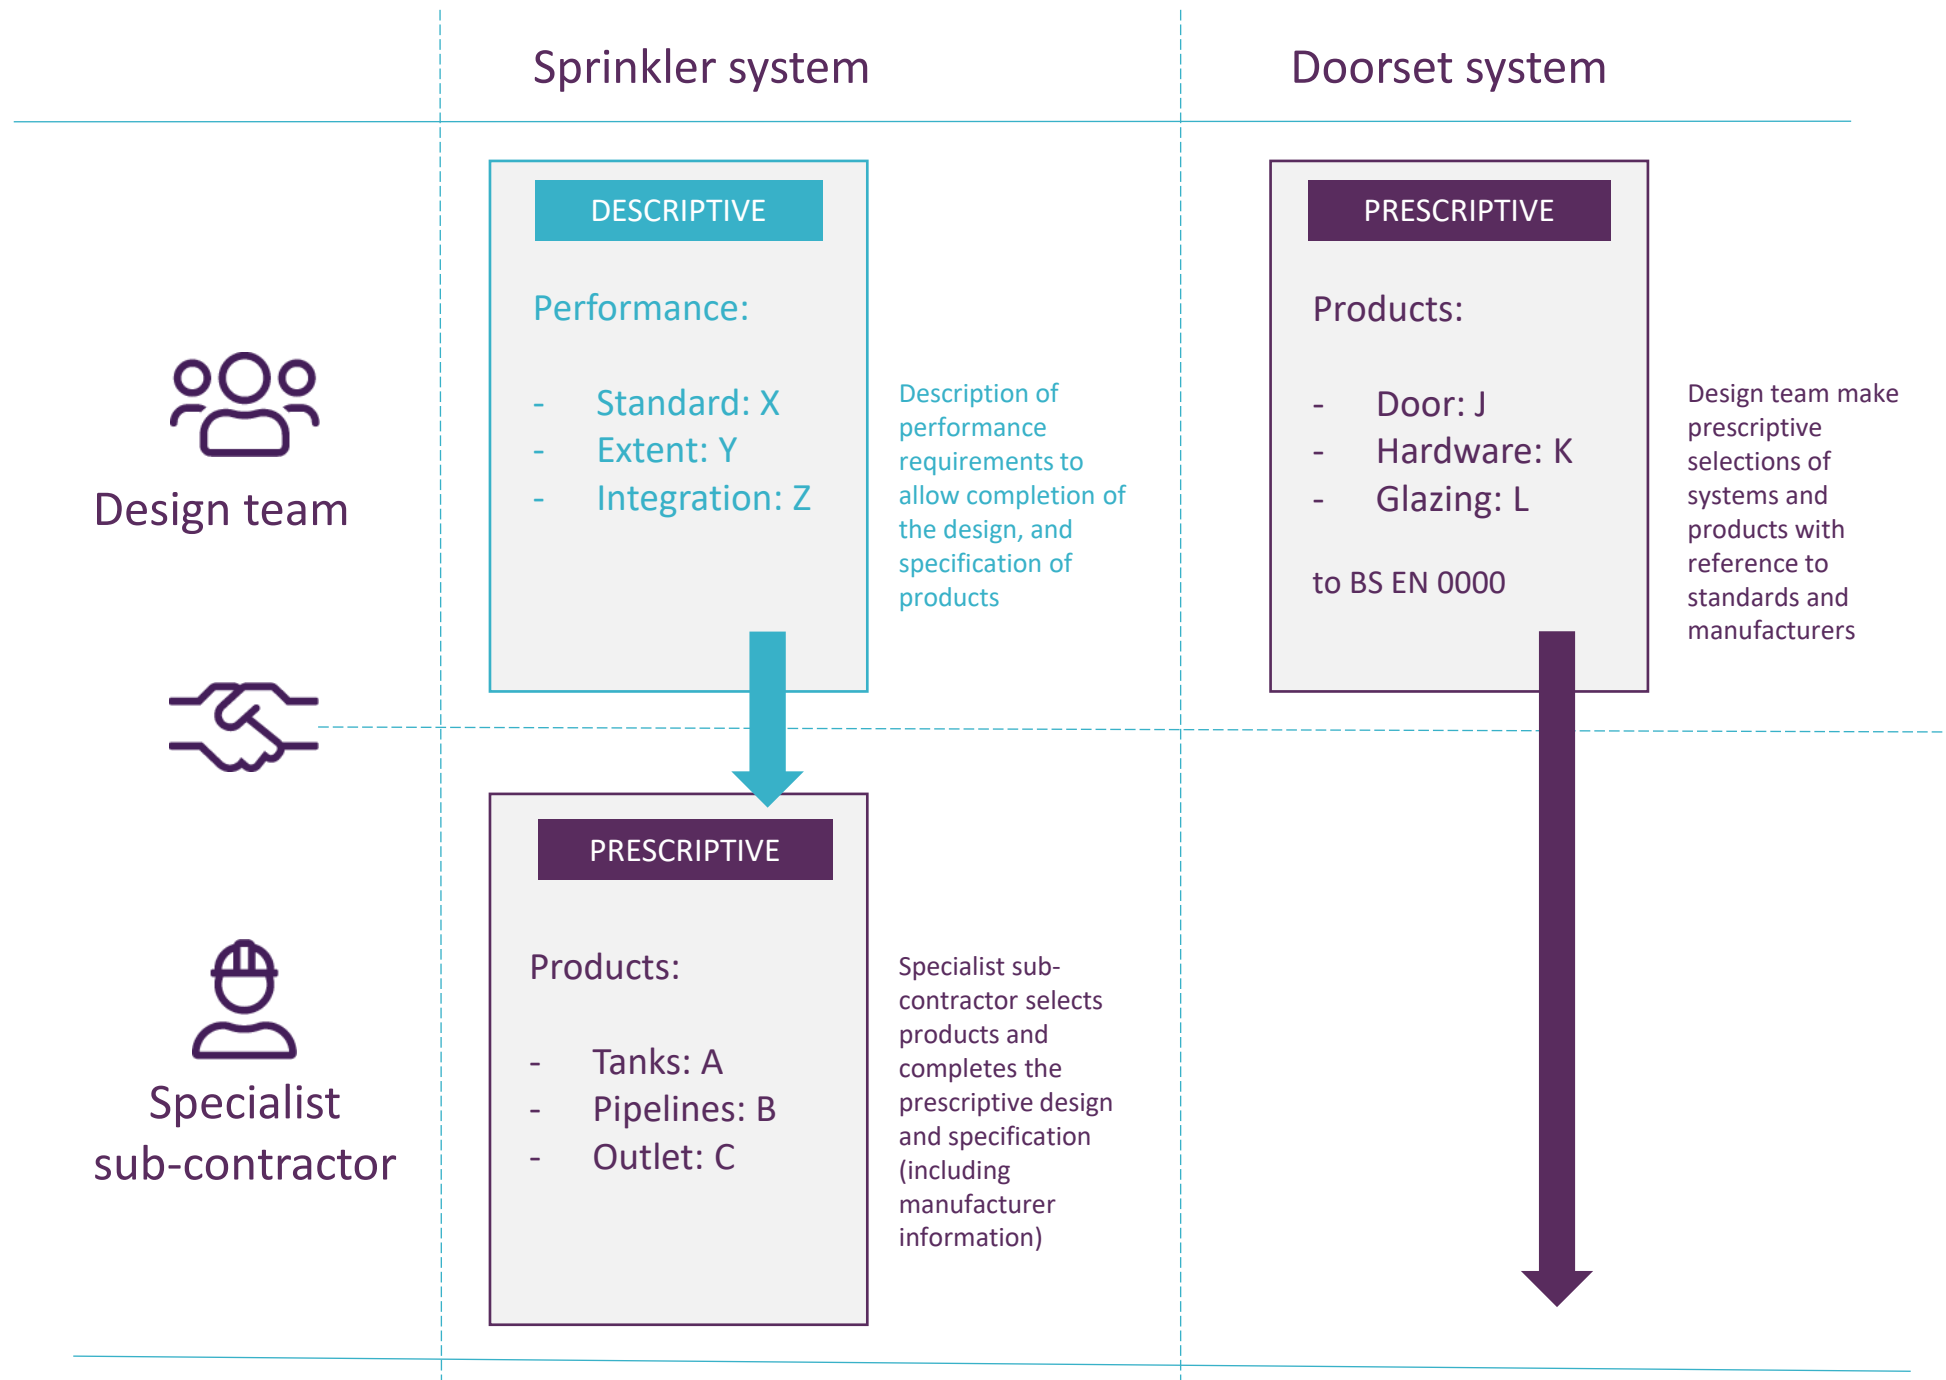 Sprinkler system
Doorset system
DESCRIPTIVE
Performance:
- Standard: X
- Extent: Y
- Integration: Z
Description of
performance
requirements to
allow completion of
the design, and
specification of
products
PRESCRIPTIVE
Products:
- Door: J
- Hardware: K
- Glazing: L
to BS EN 0000
Design team make
prescriptive
selections of
systems and
products with
reference to
standards and
manufacturers
Design team
PRESCRIPTIVE
Products:
- Tanks: A
- Pipelines: B
- Outlet: C
Specialist sub-
contractor selects
products and
completes the
prescriptive design
and specification
(including
manufacturer
information)
Specialist
sub-contractor